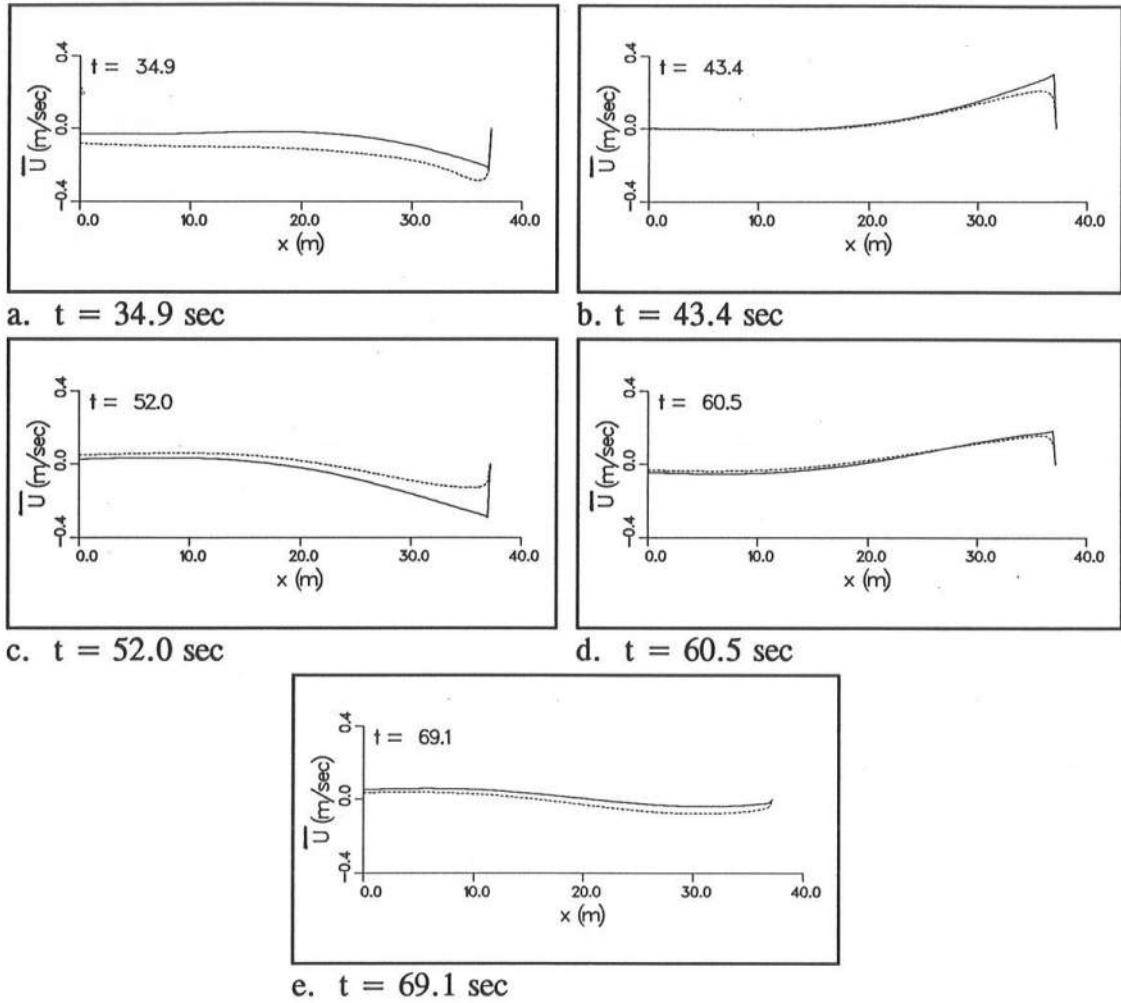 0.4
t = 34.9
0.0
U (m/sec)
-0.4
0.0 10.0 20.0 30.0 40.0
x (m)
a. t = 34.9 sec
0.4
t = 43.4
0.0
U (m/sec)
-0.4
0.0 10.0 20.0 30.0 40.0
x (m)
b. t = 43.4 sec
0.4
t = 52.0
0.0
U (m/sec)
-0.4
0.0 10.0 20.0 30.0 40.0
x (m)
c. t = 52.0 sec
0.4
t = 60.5
0.0
U (m/sec)
-0.4
0.0 10.0 20.0 30.0 40.0
x (m)
d. t = 60.5 sec
0.4
t = 69.1
0.0
U (m/sec)
-0.4
0.0 10.0 20.0 30.0 40.0
x (m)
e. t = 69.1 sec